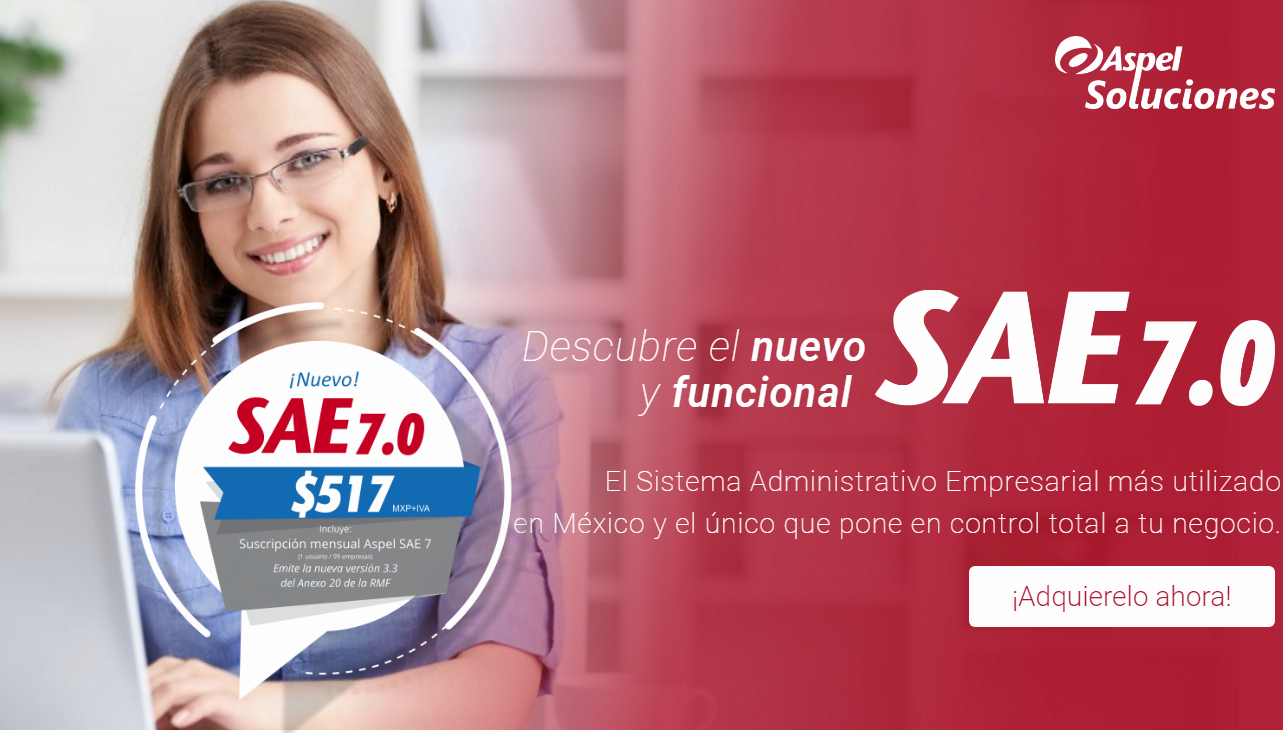 Aspel
Soluciones
Descubre el nuevo
y funcional
SAE 7.0
El Sistema Administrativo Empresarial más utilizado
en México y el único que pone en control total a tu negocio.
¡Adquierelo ahora!
¡Nuevo!
SAE 7.0
$517 MXP+IVA
Incluye:
Suscripción mensual Aspel SAE 7
(1 usuario / 99 empresas)
Emite la nueva versión 3.3
del Anexo 20 de la RMF